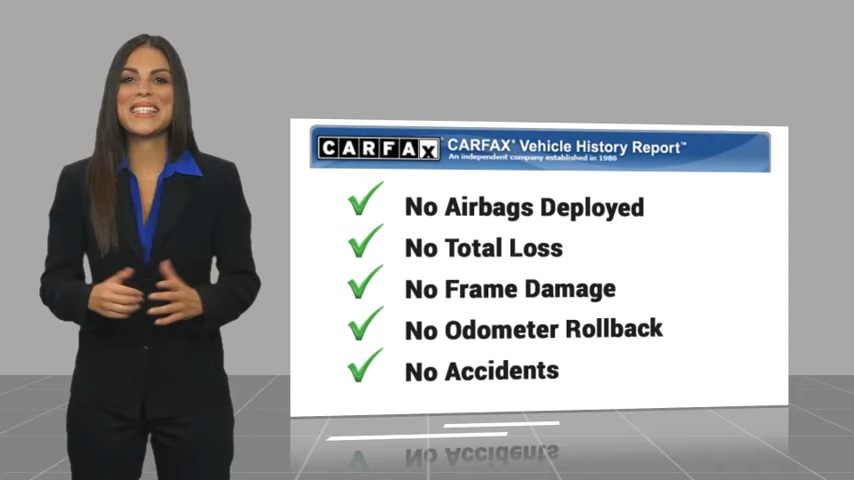 CARFAX CARFAX® Vehicle History Report™
An independent company established in 1986
No Airbags Deployed
No Total Loss
No Frame Damage
No Odometer Rollback
No Accidents
No Accidents